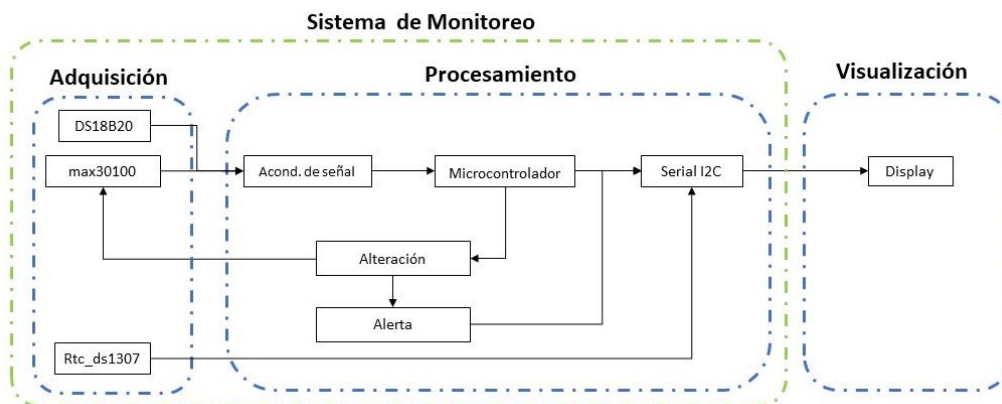 Sistema de Monitoreo
Adquisición
Procesamiento
Visualización
DS18B20
max30100
Acond. de señal
Microcontrolador
Serial I2C
Display
Alteración
Alerta
Rtc_ds1307